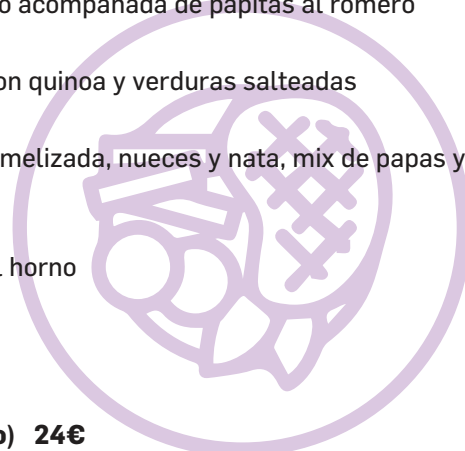 o acompañada de papitas al romero
on quinoa y verduras salteadas
melizada, nueces y nata, mix de papas y
l horno
o) 24€